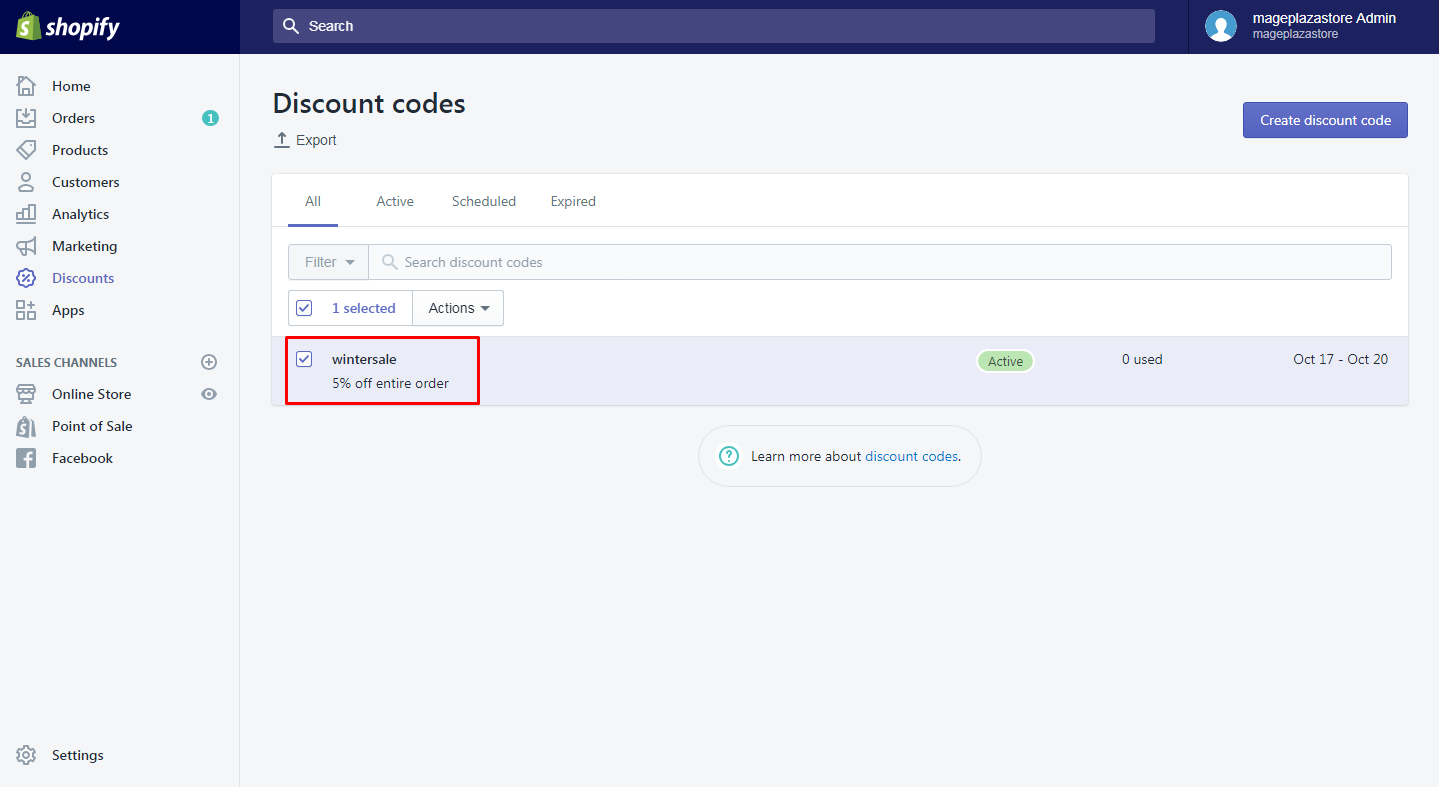 shopify
Search
mageplazastore Admin
mageplazastore
Home
Orders 1
Products
Customers
Analytics
Marketing
Discounts
Apps
SALES CHANNELS
Online Store
Point of Sale
Facebook
Settings
Discount codes
Export
Create discount code
All Active Scheduled Expired
Filter Search discount codes
1 selected Actions
wintersale Active 0 used Oct 17 - Oct 20
5% off entire order
? Learn more about discount codes.